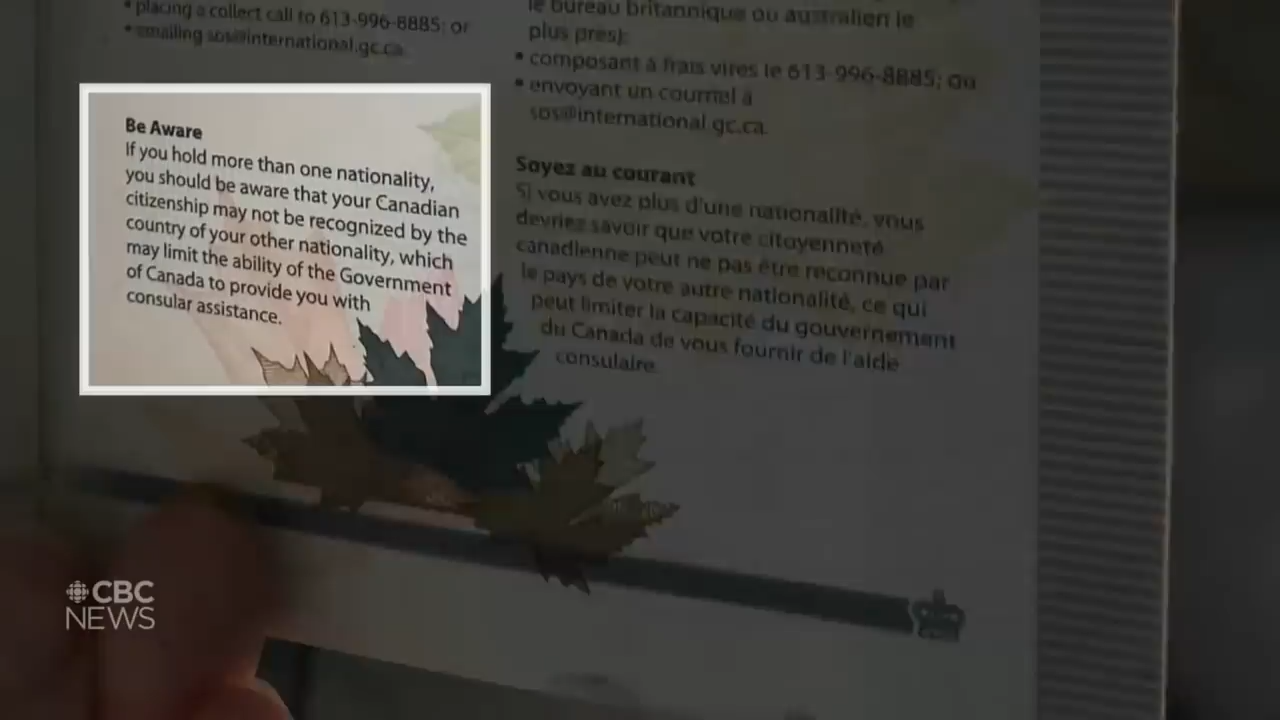 • placing a collect call to 613-996-8885; or
• emailing sos@international.gc.ca.
Be Aware
If you hold more than one nationality,
you should be aware that your Canadian
citizenship may not be recognized by the
country of your other nationality, which
may limit the ability of the Government
of Canada to provide you with
consular assistance.
le bureau britannique ou australien le
plus près):
• composant à frais virés le 613-996-8885; ou
• envoyant un courriel à
sos@international.gc.ca.
Soyez au courant
Si vous avez plus d'une nationalité, vous
devriez savoir que votre citoyenneté
canadienne peut ne pas être reconnue par
le pays de votre autre nationalité, ce qui
peut limiter la capacité du gouvernement
du Canada de vous fournir de l'aide
consulaire.
CBC
NEWS